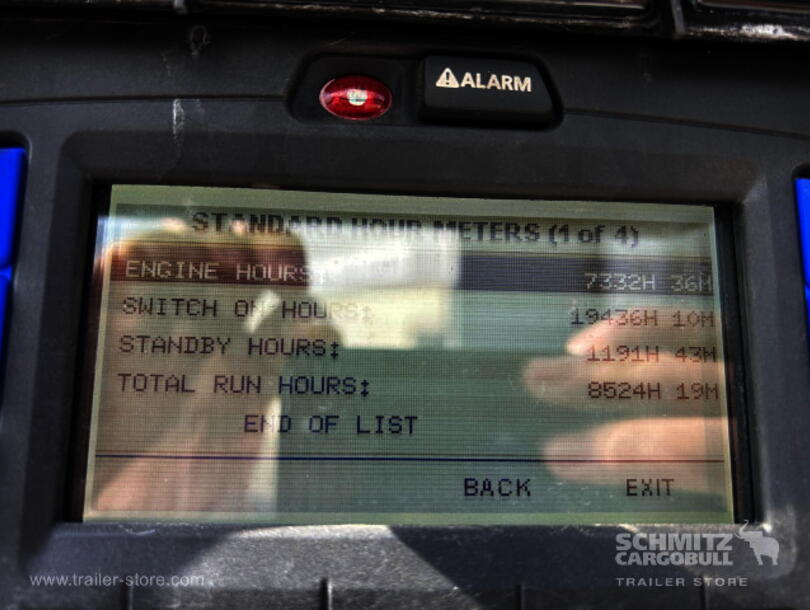 ALARM
STANDARD HOUR METERS (1 of 4)
ENGINE HOURS: 7332H 36M
SWITCH ON HOURS: 19436H 10M
STANDBY HOURS: 1191H 43M
TOTAL RUN HOURS: 8524H 19M
END OF LIST
BACK EXIT
SCHMITZ
CARGOBULL
TRAILER STORE
www.trailer-store.com